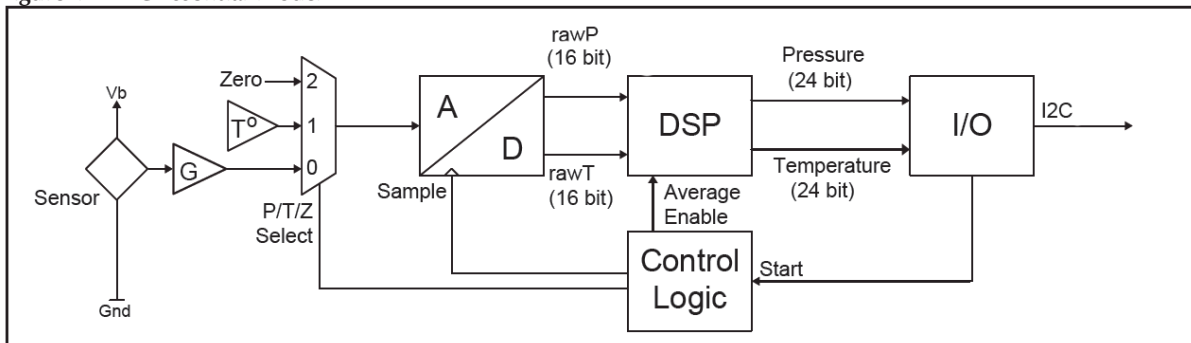 rawP
(16 bit)
Pressure
(24 bit)
Zero
2
Vb
A
D
DSP
I/O
I2C
T°
1
G
0
Sensor
Sample
rawT
(16 bit)
Temperature
(24 bit)
P/T/Z
Select
Average
Enable
Control
Logic
Start
Gnd